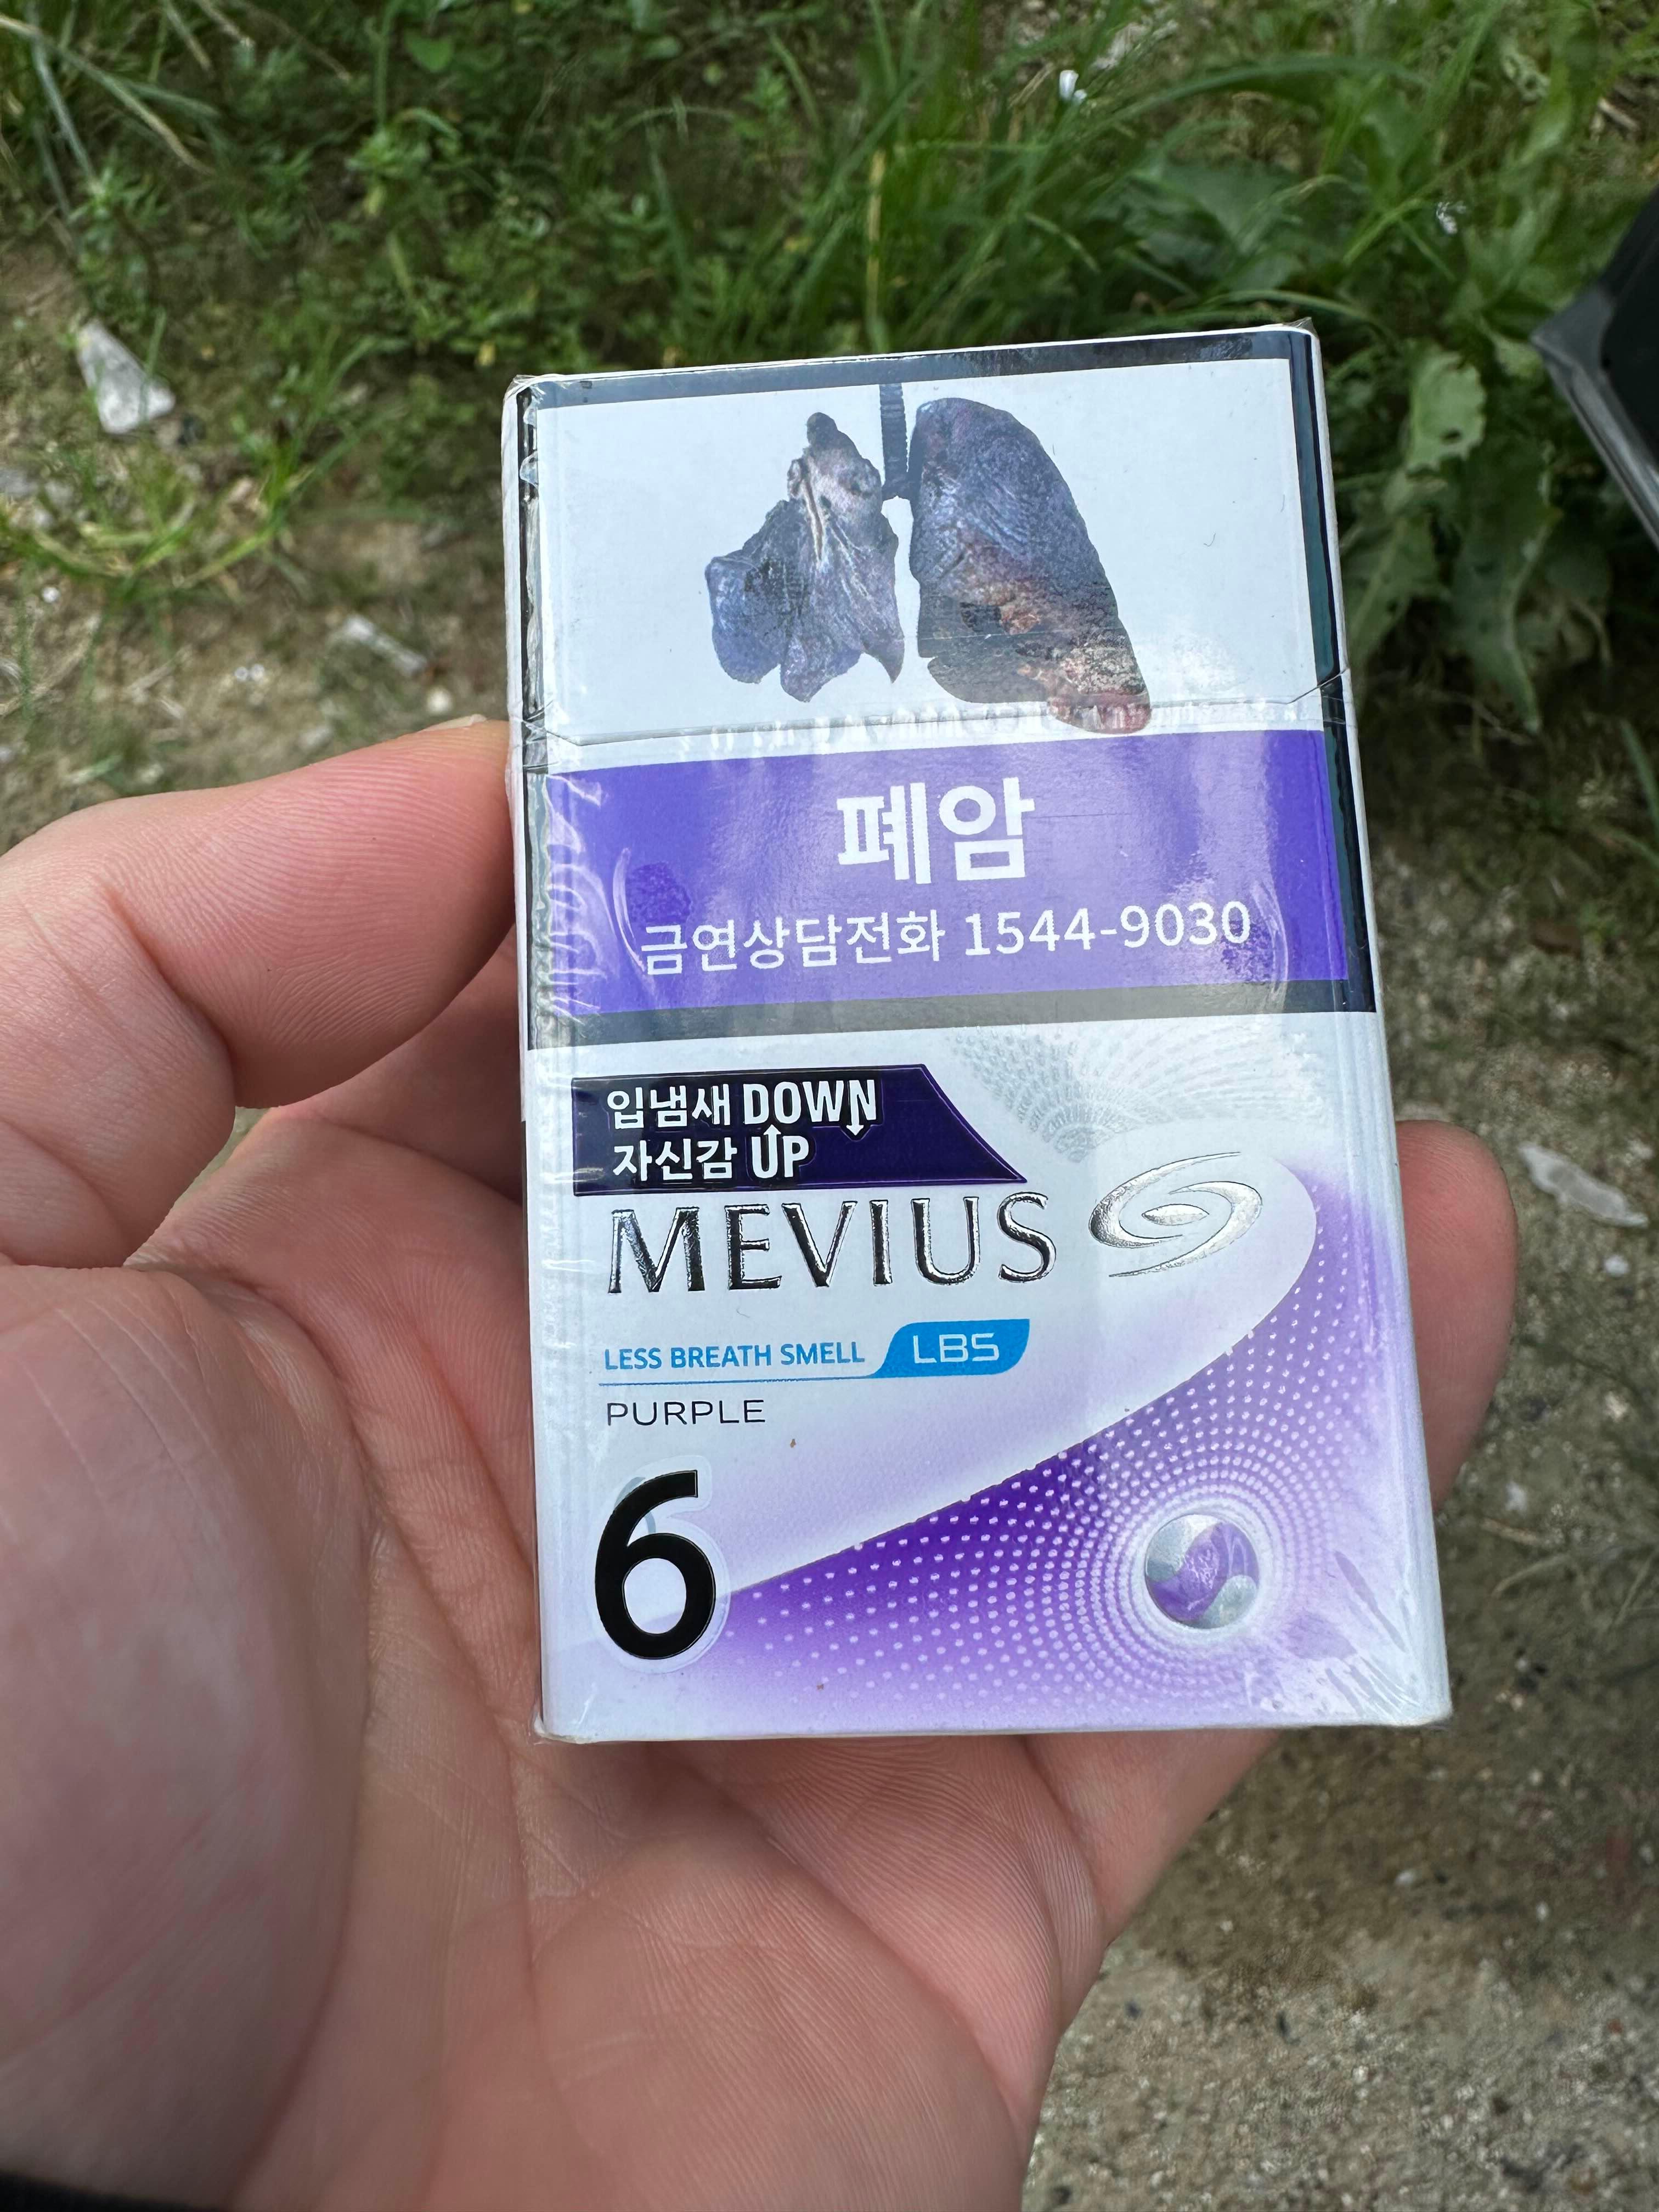 폐암
금연상담전화 1544-9030
입냄새 DOWN
자신감 UP
MEVIUS
LESS BREATH SMELL LBS
PURPLE
6